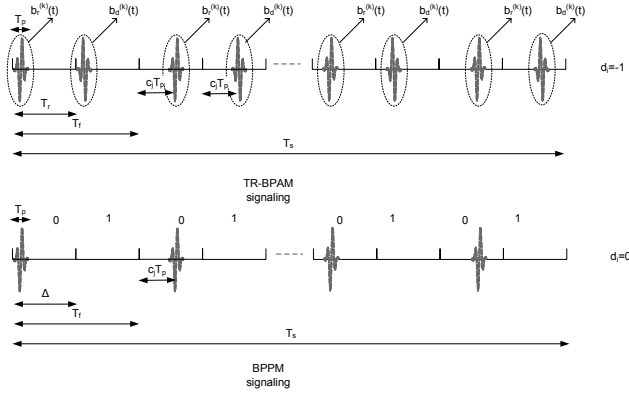 b_r^(k)(t) b_d^(k)(t) b_r^(k)(t) b_d^(k)(t) b_r^(k)(t) b_d^(k)(t) b_r^(k)(t) b_d^(k)(t)
T_p
d_i=-1
c_jT_p c_jT_p
T_r
T_f
T_s
TR-BPAM
signaling
T_p
0 1 0 1 0 1 0 1
d_i=0
c_jT_p
Δ
T_f
T_s
BPPM
signaling